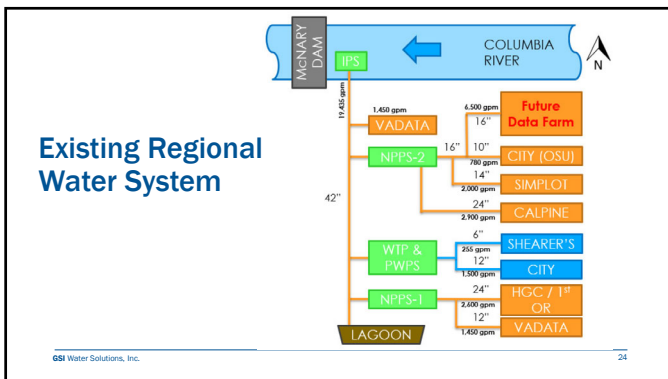 Existing Regional
Water System
McNARY
DAM
IPS
COLUMBIA
RIVER
N
19,435 gpm
1,450 gpm
VADATA
6,500 gpm
16"
Future
Data Farm
NPPS-2
16"
10"
780 gpm
CITY (OSU)
14"
2,000 gpm
SIMPLOT
42"
24"
2,900 gpm
CALPINE
WTP &
PWPS
6"
255 gpm
SHEARER'S
12"
1,500 gpm
CITY
NPPS-1
24"
2,600 gpm
HGC / 1st
OR
12"
1,450 gpm
VADATA
LAGOON
GSI Water Solutions, Inc.
24